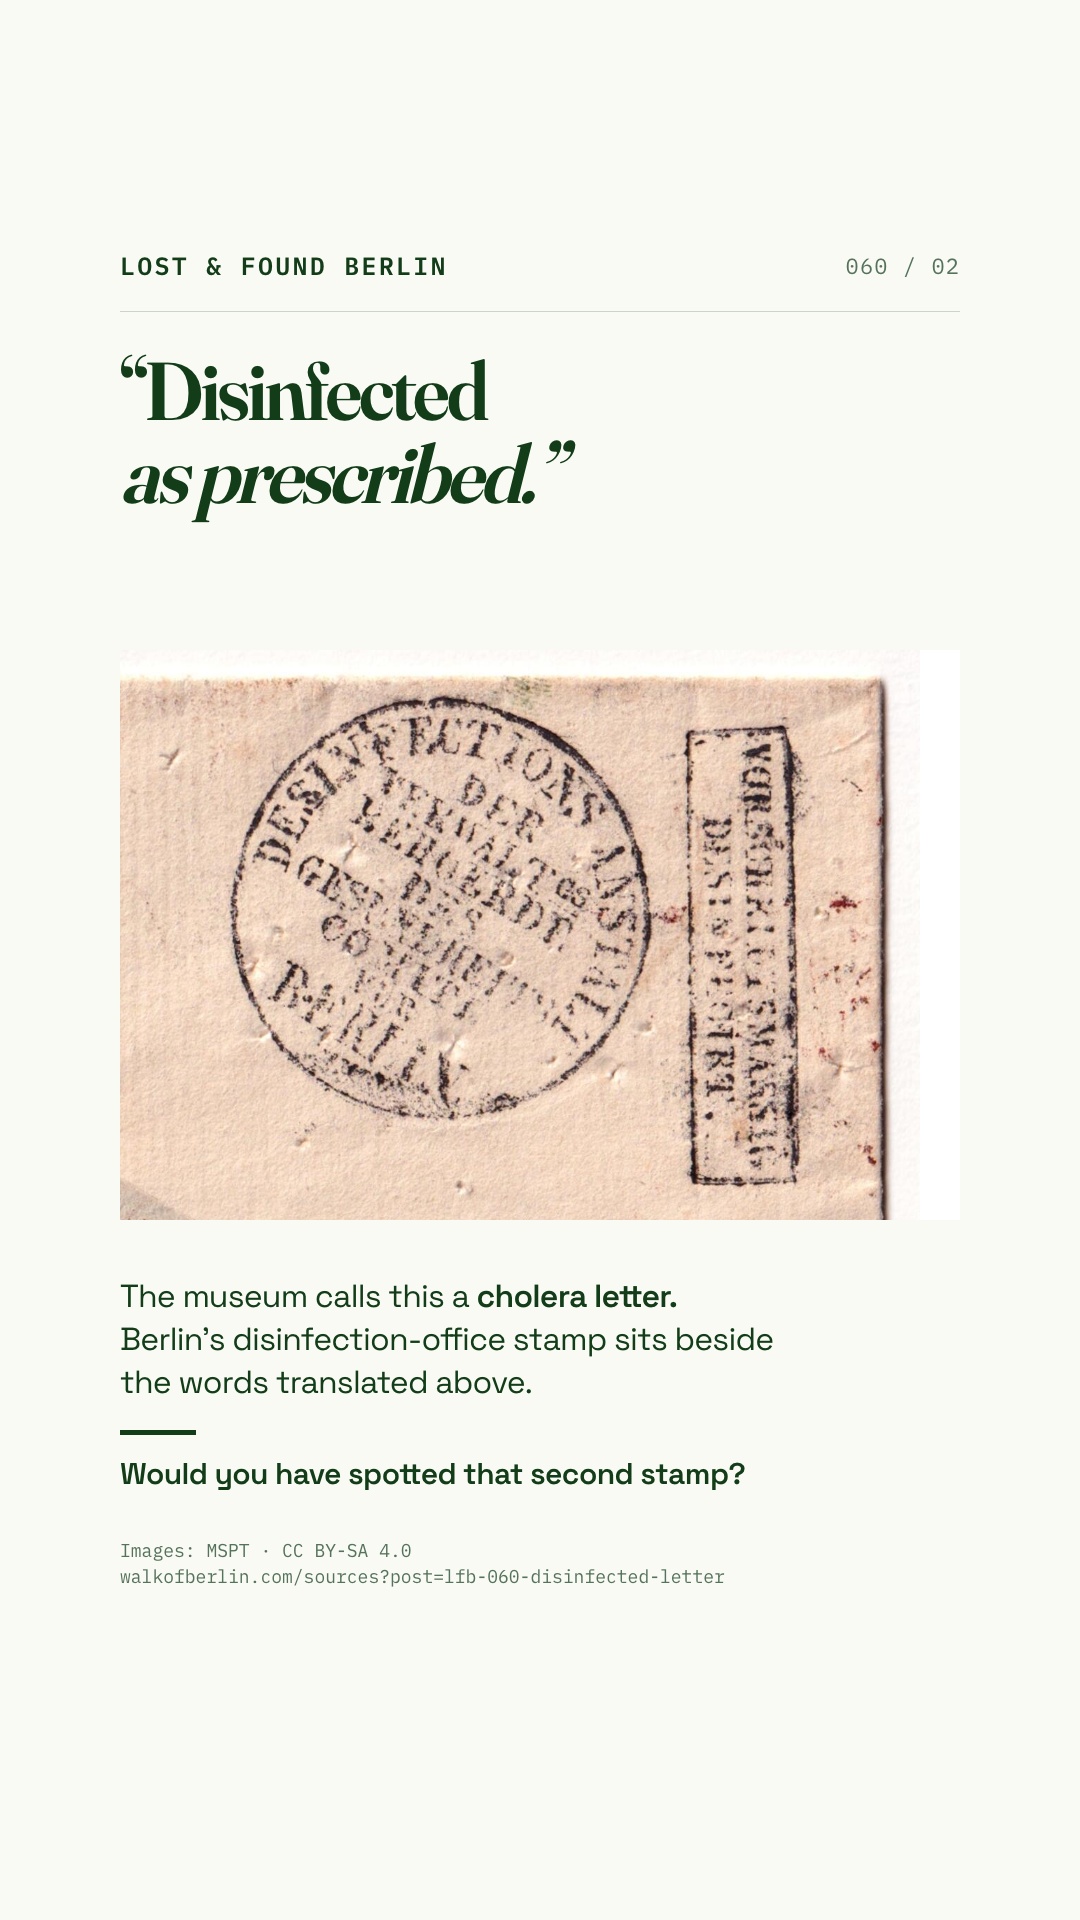 LOST & FOUND BERLIN
060 / 02
“Disinfected
as prescribed.”
DESINFECTIONS ANSTALT
DER
VERWALTGS
BEHOERDE
DES
GESUNDHEITS
COMITÉ
FÜR
BERLIN
VORSCHRIFTSMÄSSIG
DESINFICIRT.
The museum calls this a cholera letter.
Berlin’s disinfection-office stamp sits beside
the words translated above.
Would you have spotted that second stamp?
Images: MSPT · CC BY-SA 4.0
walkofberlin.com/sources?post=lfb-060-disinfected-letter